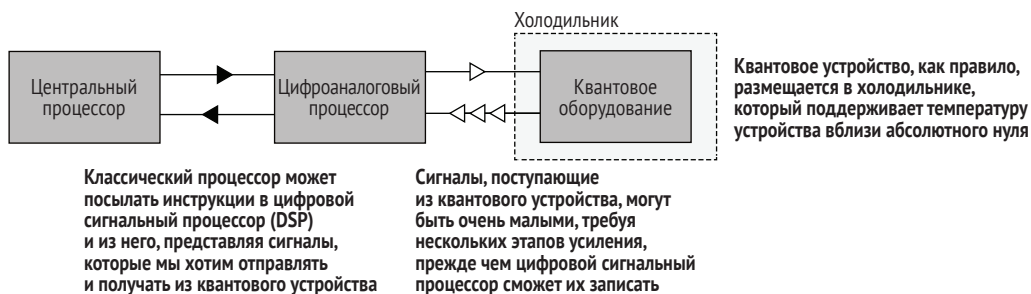 Холодильник
Центральный
процессор
Цифроаналоговый
процессор
Квантовое
оборудование
Квантовое устройство, как правило,
размещается в холодильнике,
который поддерживает температуру
устройства вблизи абсолютного нуля
Классический процессор может
посылать инструкции в цифровой
сигнальный процессор (DSP)
и из него, представляя сигналы,
которые мы хотим отправлять
и получать из квантового устройства
Сигналы, поступающие
из квантового устройства, могут
быть очень малыми, требуя
нескольких этапов усиления,
прежде чем цифровой сигнальный
процессор сможет их записать